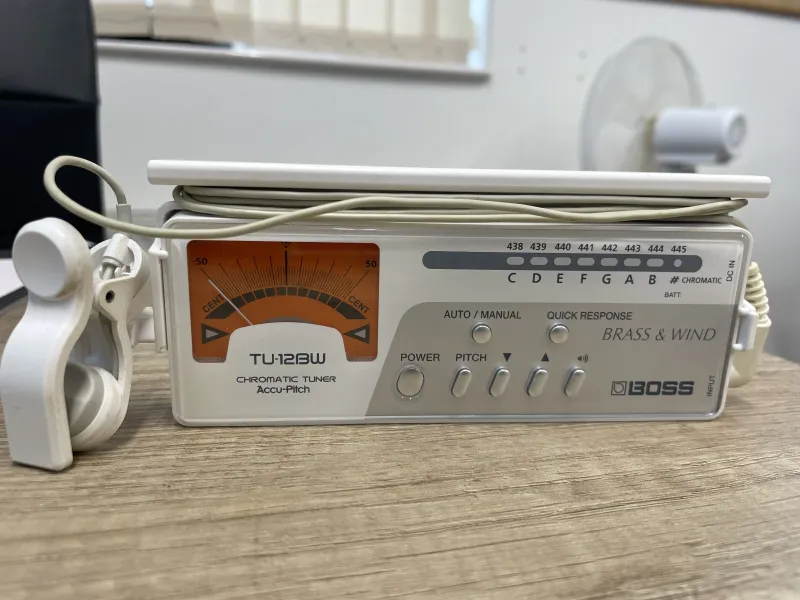 -50 0 50
CENT CENT
TU-12BW
CHROMATIC TUNER
Accu-Pitch
438 439 440 441 442 443 444 445
C D E F G A B # CHROMATIC
BATT.
DC IN
AUTO / MANUAL QUICK RESPONSE
BRASS & WIND
POWER PITCH ▼ ▲
BOSS
INPUT